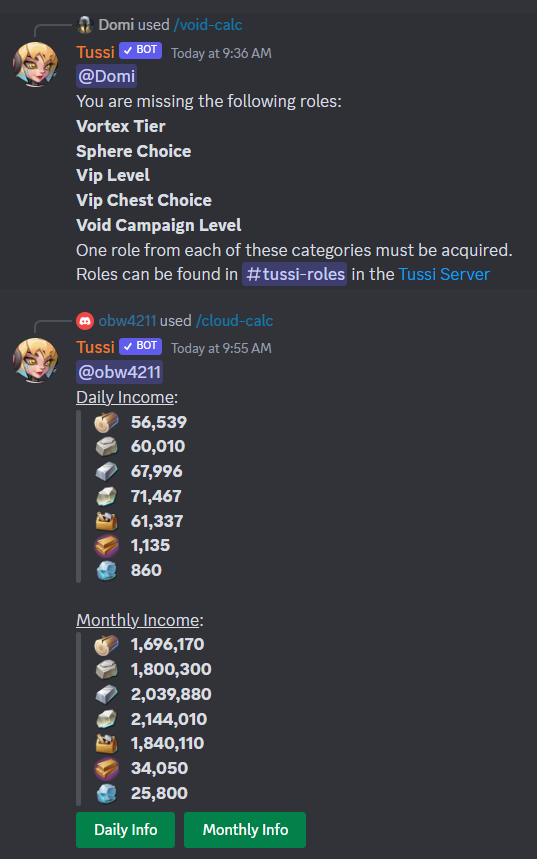 Domi used /void-calc
Tussi ✓ BOT Today at 9:36 AM
@Domi
You are missing the following roles:
Vortex Tier
Sphere Choice
Vip Level
Vip Chest Choice
Void Campaign Level
One role from each of these categories must be acquired.
Roles can be found in #tussi-roles in the Tussi Server
obw4211 used /cloud-calc
Tussi ✓ BOT Today at 9:55 AM
@obw4211
Daily Income:
56,539
60,010
67,996
71,467
61,337
1,135
860
Monthly Income:
1,696,170
1,800,300
2,039,880
2,144,010
1,840,110
34,050
25,800
Daily Info Monthly Info